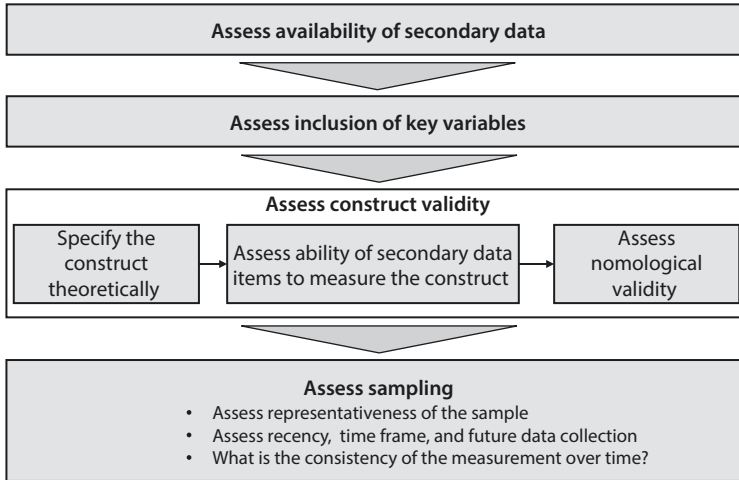 Assess availability of secondary data
Assess inclusion of key variables
Assess construct validity
Specify the
construct
theoretically
Assess ability of secondary data
items to measure the construct
Assess
nomological
validity
Assess sampling
• Assess representativeness of the sample
• Assess recency, time frame, and future data collection
• What is the consistency of the measurement over time?